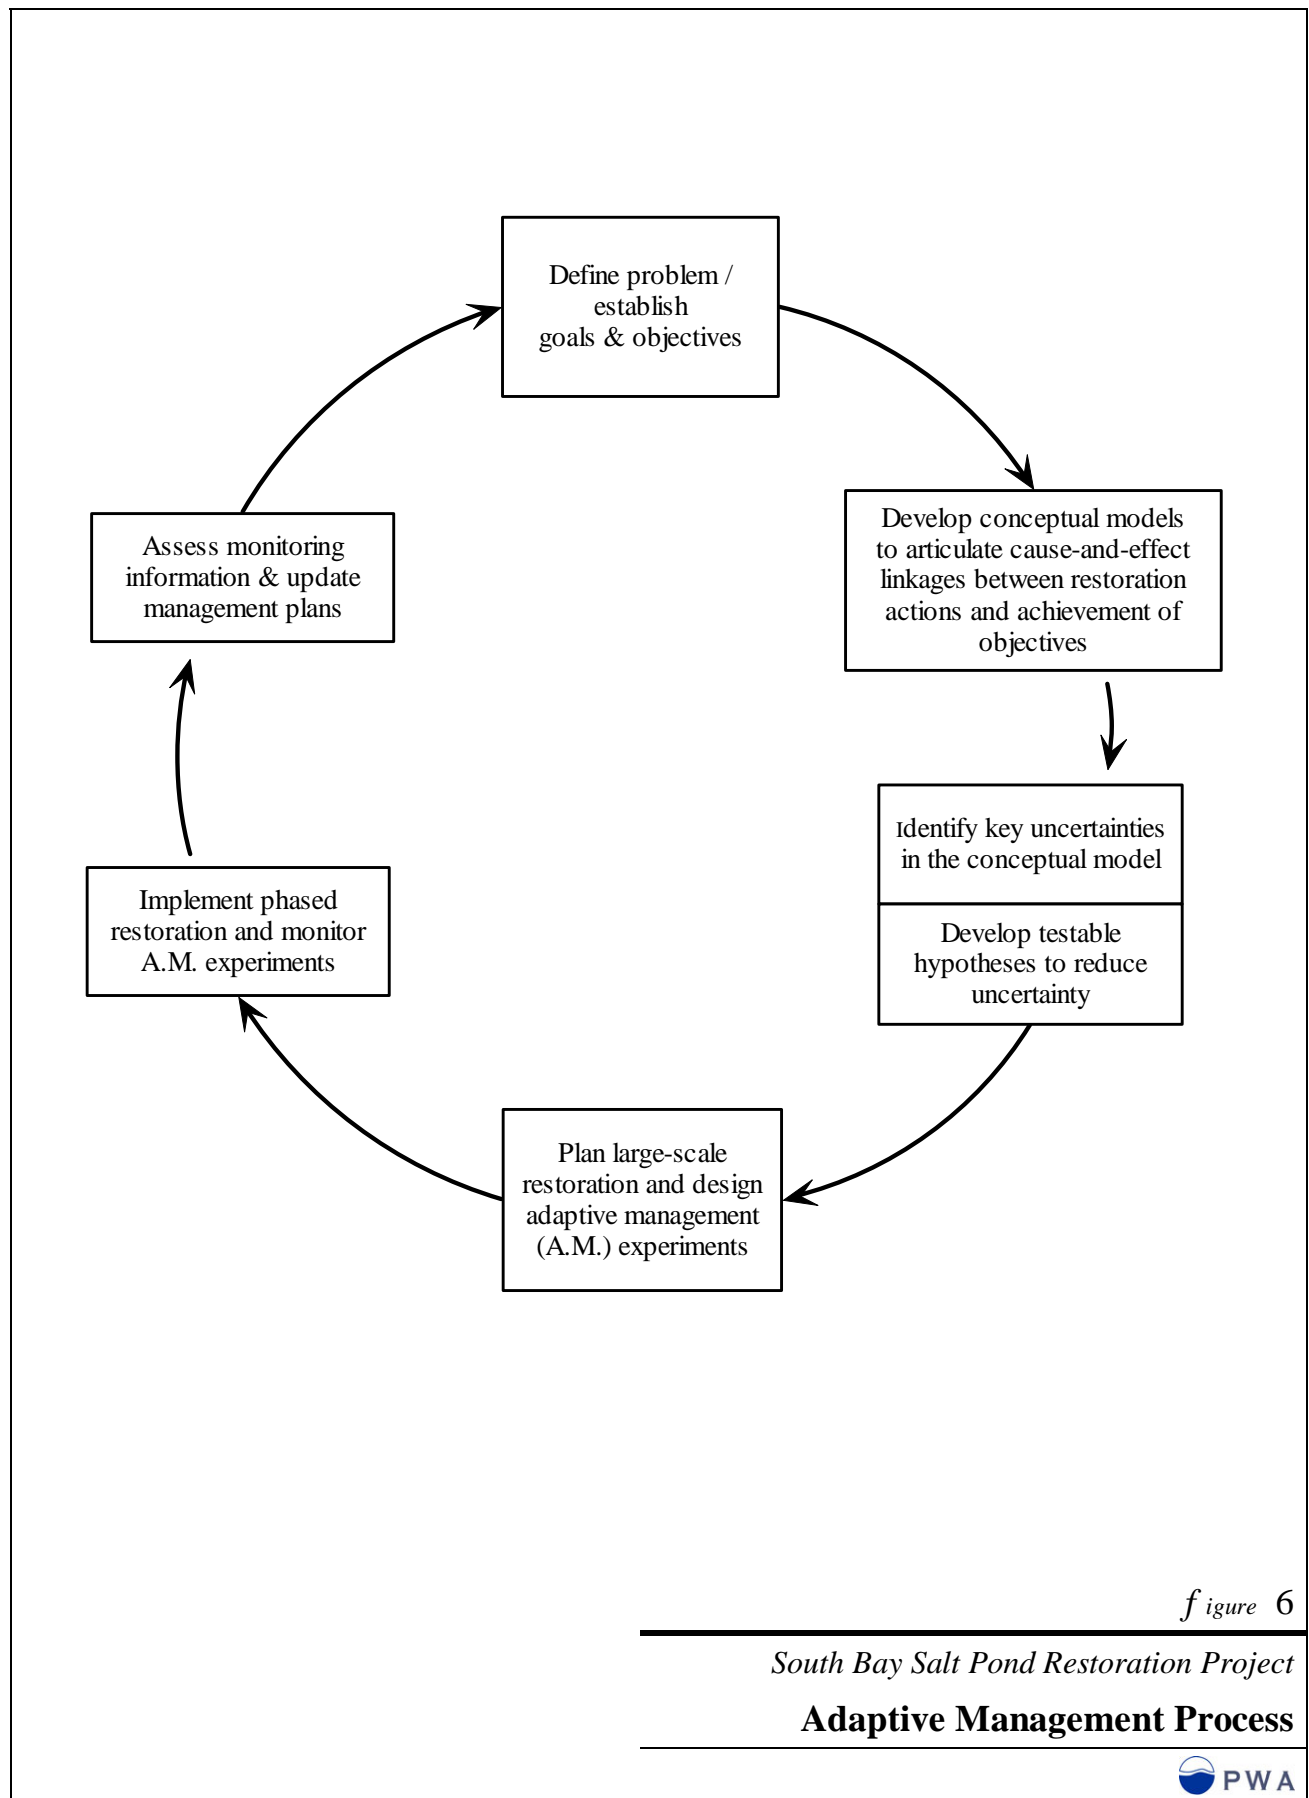 Define problem /
establish
goals & objectives
Develop conceptual models
to articulate cause-and-effect
linkages between restoration
actions and achievement of
objectives
Identify key uncertainties
in the conceptual model
Develop testable
hypotheses to reduce
uncertainty
Plan large-scale
restoration and design
adaptive management
(A.M.) experiments
Implement phased
restoration and monitor
A.M. experiments
Assess monitoring
information & update
management plans
figure 6
South Bay Salt Pond Restoration Project
Adaptive Management Process
PWA